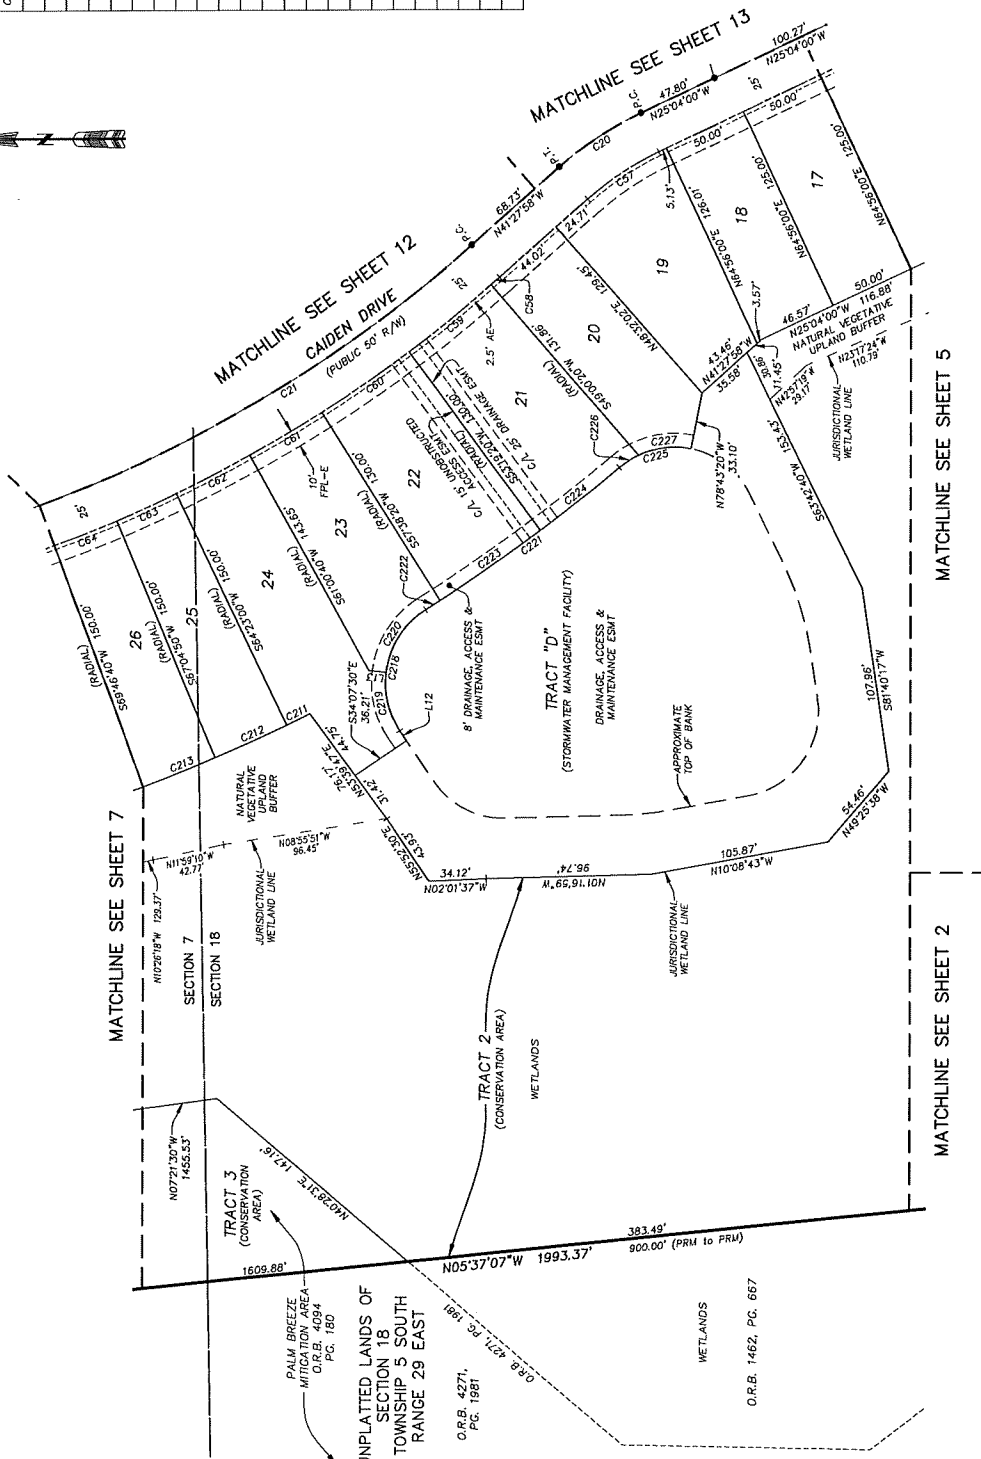 MATCHLINE SEE SHEET 13
100.27'
N25°04'00"W
47.80'
N25°04'00"W
P.C.
C20
P.T.
25'
50.00'
50.00'
C57
5.13'
68.73'
N41°27'58"W
P.C.
MATCHLINE SEE SHEET 12
CAIDEN DRIVE
(PUBLIC 50' R/W)
C21
25'
24.71'
44.02'
C58
C59
2.5' AE
C60
C61
10'
FPL-E
C62
C63
C64
25'
17
N64°56'00"E 125.00'
18
N64°56'00"E 125.00'
N64°56'00"E 126.01'
19
N48°32'02"E 129.45'
20
S49°00'20"W 131.86'
(RADIAL)
21
C/L 25' DRAINAGE ESMT
S53°19'20"W 130.00'
(RADIAL)
C/L 15' UNOBSTRUCTED
ACCESS ESMT
22
S57°38'20"W 130.00'
(RADIAL)
23
S61°00'40"W 143.65'
(RADIAL)
24
S64°23'00"W 150.00'
(RADIAL)
25
S67°04'50"W 150.00'
(RADIAL)
26
S69°46'40"W 150.00'
(RADIAL)
50.00'
116.88'
N25°04'00"W
46.57'
3.57'
NATURAL VEGETATIVE
UPLAND BUFFER
N23°17'24"W
110.79'
JURISDICTIONAL
WETLAND LINE
43.46'
N41°27'58"W
35.58'
30.86'
11.45'
N42°57'19"W
29.17'
N78°43'20"W
33.10'
153.43'
S63°42'40"W
C227
C225
C226
C224
C221
C223
C222
C220
C218
C219
L13
L12
S34°07'30"E
36.21'
8' DRAINAGE, ACCESS &
MAINTENANCE ESMT
TRACT "D"
(STORMWATER MANAGEMENT FACILITY)
DRAINAGE, ACCESS &
MAINTENANCE ESMT
APPROXIMATE
TOP OF BANK
C211
C212
C213
44.75'
N53°39'47"E
76.17'
31.42'
N55°52'30"E
43.93'
34.12'
N02°01'37"W
96.74'
N01°16'59"W
105.87'
N10°08'43"W
54.46'
N49°25'38"W
107.96'
S81°40'17"W
NATURAL
VEGETATIVE
UPLAND
BUFFER
N08°55'51"W
96.45'
N11°59'10"W
42.77'
N10°26'18"W 129.37'
JURISDICTIONAL
WETLAND LINE
JURISDICTIONAL
WETLAND LINE
MATCHLINE SEE SHEET 7
SECTION 7
SECTION 18
MATCHLINE SEE SHEET 5
MATCHLINE SEE SHEET 2
TRACT 2
(CONSERVATION AREA)
WETLANDS
N07°21'30"W
1455.53'
TRACT 3
(CONSERVATION
AREA)
N40°28'31"E 147.16'
1609.88'
N05°37'07"W 1993.37'
383.49'
900.00' (PRM to PRM)
PALM BREEZE
MITIGATION AREA
O.R.B. 4094
PG. 180
UNPLATTED LANDS OF
SECTION 18
TOWNSHIP 5 SOUTH
RANGE 29 EAST
O.R.B. 4271,
PG. 1981
O.R.B. 4271, PG. 1981
WETLANDS
O.R.B. 1462, PG. 667